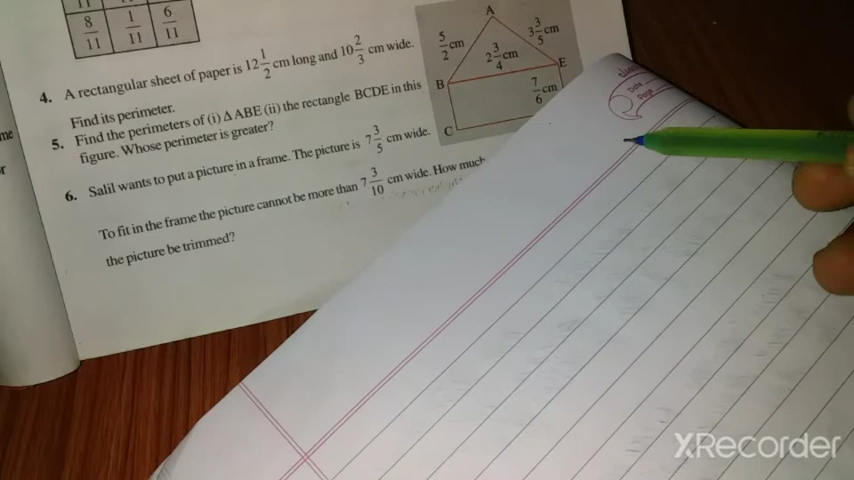 11
8/11 1/11 6/11
4. A rectangular sheet of paper is 12 1/2 cm long and 10 2/3 cm wide.
Find its perimeter.
5. Find the perimeters of (i) Δ ABE (ii) the rectangle BCDE in this
figure. Whose perimeter is greater?
6. Salil wants to put a picture in a frame. The picture is 7 3/5 cm wide.
To fit in the frame the picture cannot be more than 7 3/10 cm wide. How much
the picture be trimmed?
A
5/2 cm
3 3/5 cm
2 3/4 cm
E
B
7/6 cm
C
me
r
Date
Page
XRecorder